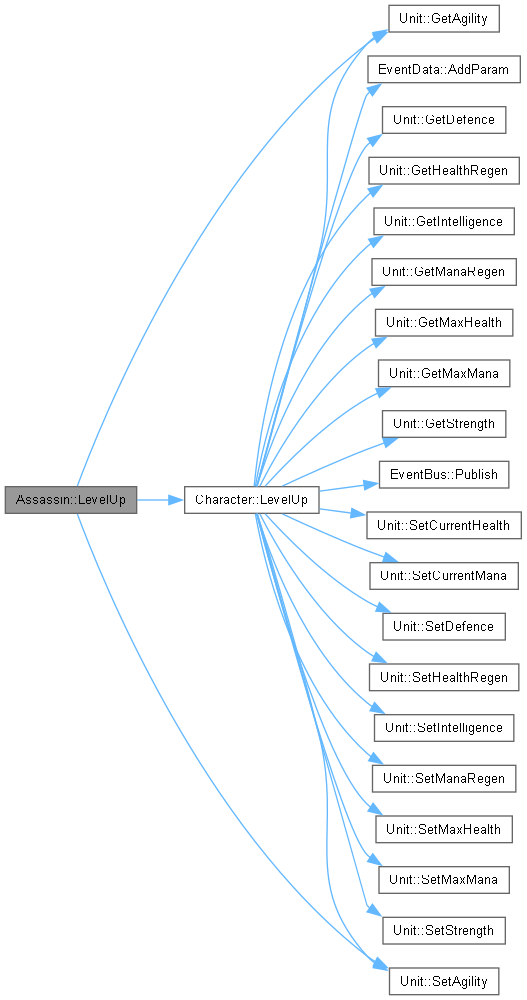 Unit::GetAgility
EventData::AddParam
Unit::GetDefence
Unit::GetHealthRegen
Unit::GetIntelligence
Unit::GetManaRegen
Unit::GetMaxHealth
Unit::GetMaxMana
Unit::GetStrength
EventBus::Publish
Assassin::LevelUp
Character::LevelUp
Unit::SetCurrentHealth
Unit::SetCurrentMana
Unit::SetDefence
Unit::SetHealthRegen
Unit::SetIntelligence
Unit::SetManaRegen
Unit::SetMaxHealth
Unit::SetMaxMana
Unit::SetStrength
Unit::SetAgility